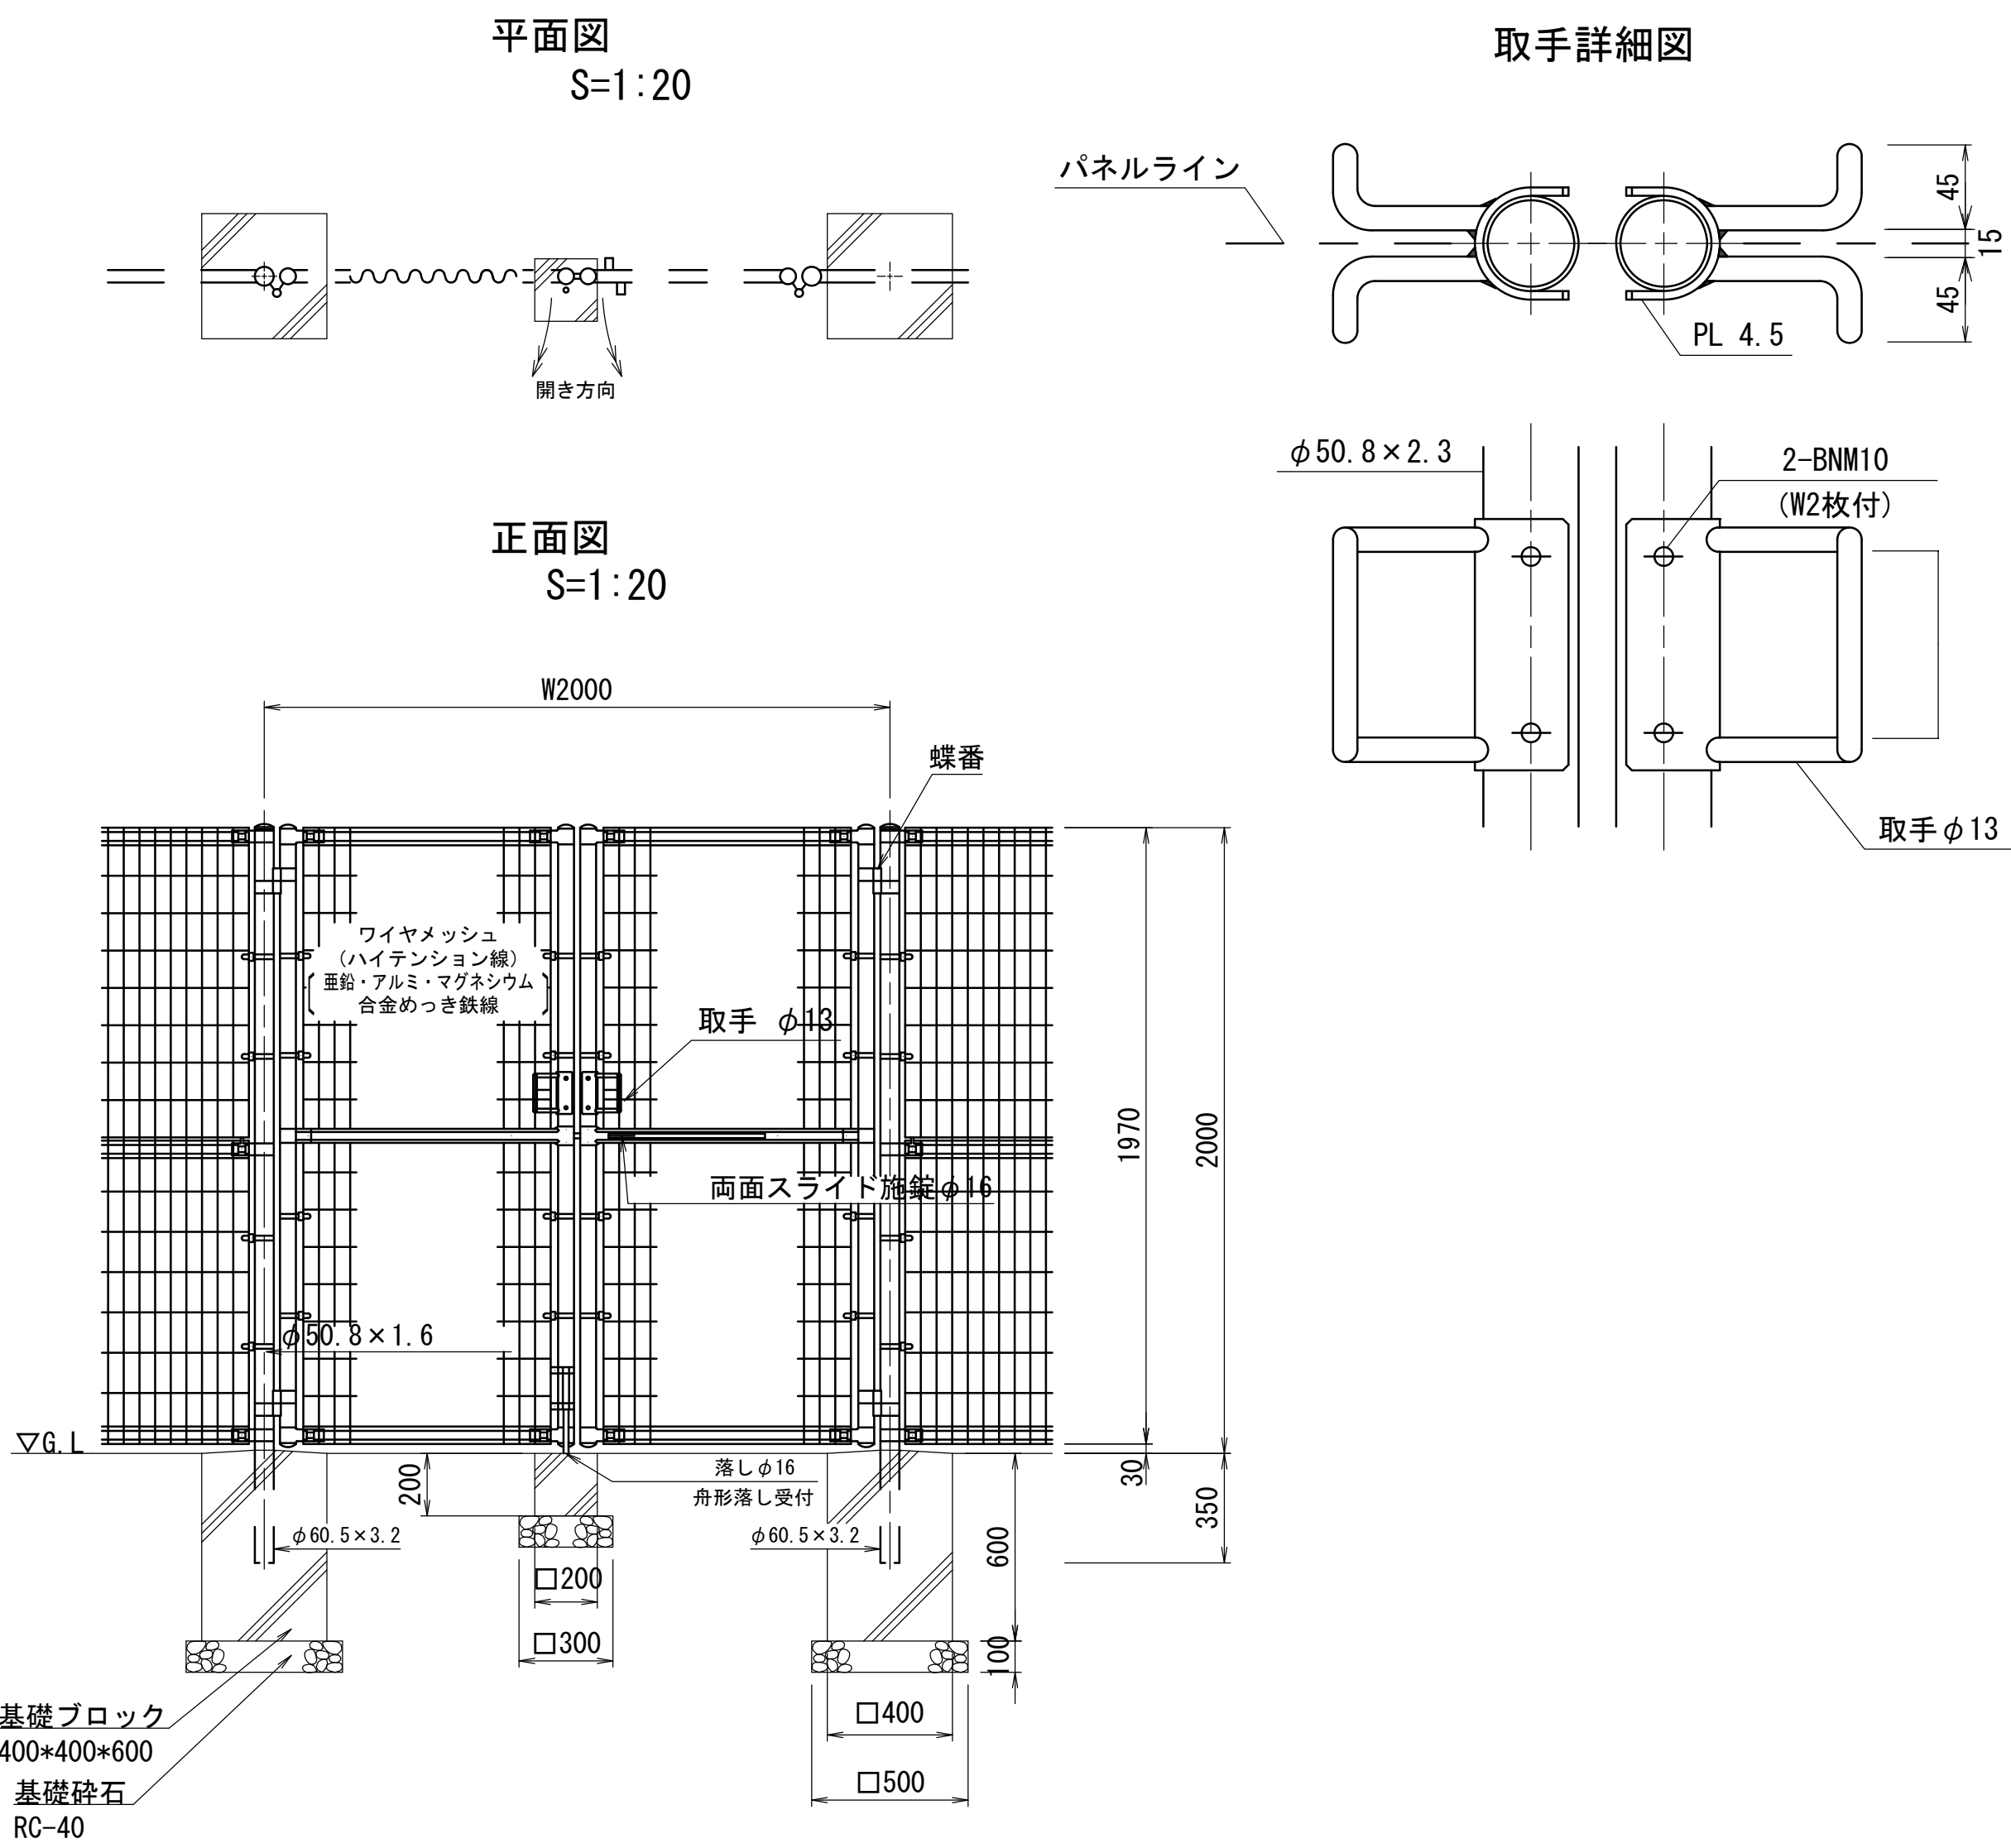 平面図
S=1:20
開き方向
取手詳細図
パネルライン
45
15
45
PL 4.5
φ50.8×2.3
2-BNM10
(W2枚付)
取手φ13
正面図
S=1:20
W2000
蝶番
ワイヤメッシュ
(ハイテンション線)
亜鉛・アルミ・マグネシウム
合金めっき鉄線
取手 φ13
両面スライド施錠φ16
φ50.8×1.6
1970
2000
▽G.L
200
落しφ16
舟形落し受付
30
350
φ60.5×3.2
φ60.5×3.2
600
□200
□300
100
基礎ブロック
400*400*600
□400
基礎砕石
RC-40
□500